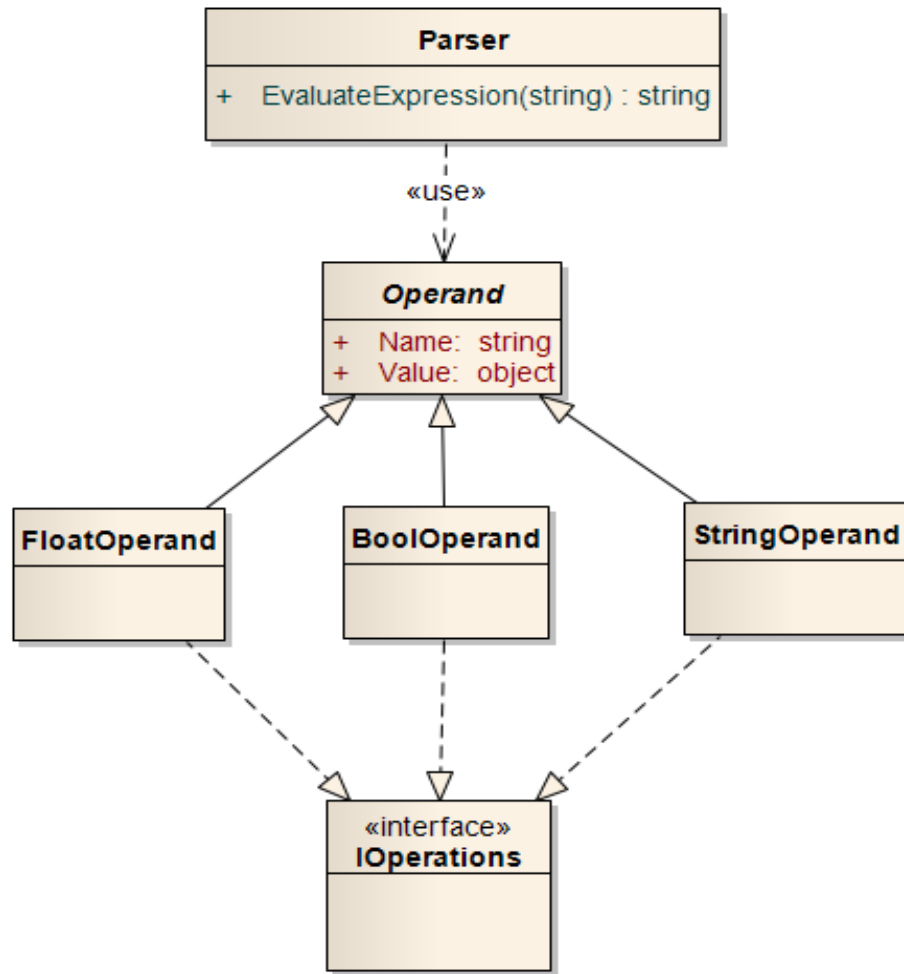 Parser
+ EvaluateExpression(string) : string
«use»
Operand
+ Name: string
+ Value: object
FloatOperand
BoolOperand
StringOperand
«interface»
IOperations